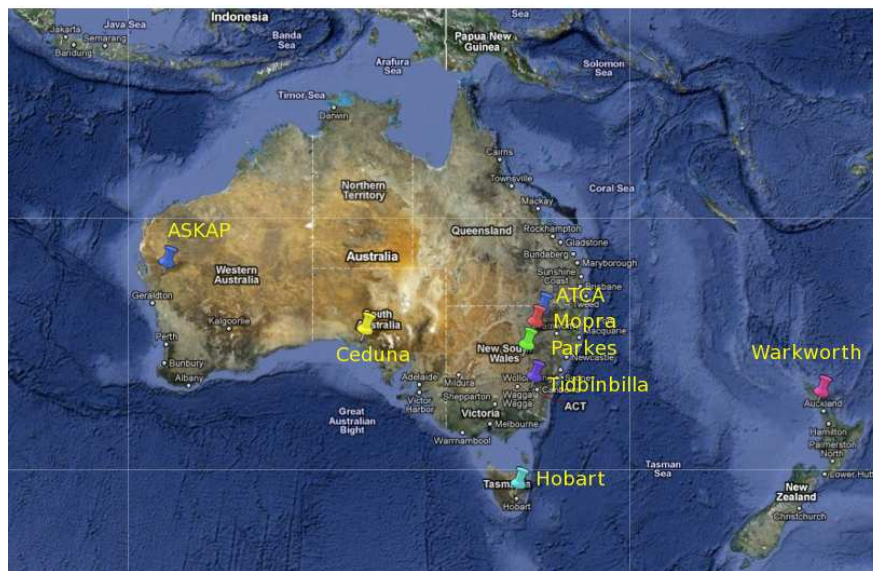 Indonesia
Java Sea
Jakarta
Semarang
Bandung
Banda
Sea
Arafura
Sea
Papua New
Guinea
Sea
Solomon
Sea
Timor Sea
Darwin
Cairns
Townsville
Coral Sea
Mackay
Northern
Territory
Queensland
Rockhampton
Gladstone
Bundaberg
Maryborough
Sunshine
Coast
Brisbane
ASKAP
Australia
Western
Australia
Geraldton
Kalgoorlie
Perth
Bunbury
Albany
South
Australia
Ceduna
ATCA
Tweed
Mopra
Parkes
Newcastle
New South
Wales
Tidbinbilla
Warkworth
Adelaide
Victor
Harbor
Mildura
Shepparton
Wagga
Wagga
ACT
Great
Australian
Bight
Victoria
Melbourne
Warrnambool
Auckland
Hamilton
Palmerston
North
Lower Hutt
Tasman
Sea
Hobart
Hobart
New
Zealand
Christchurch